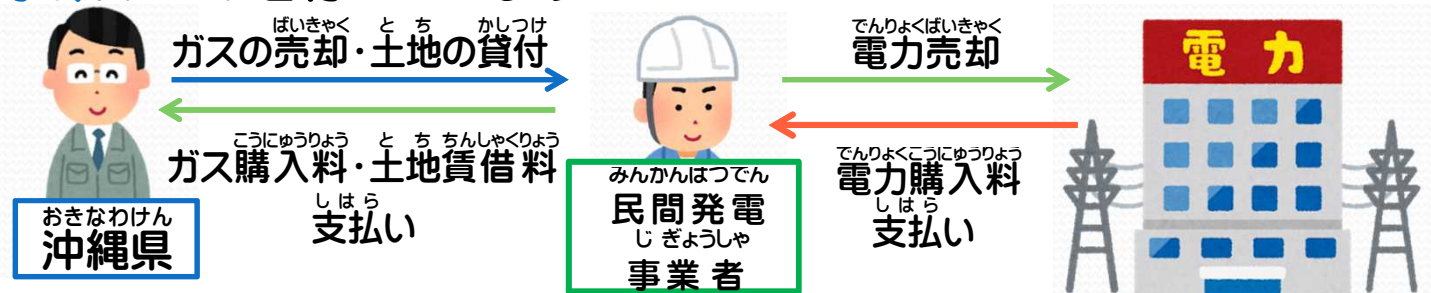 ばいきゃく とち かしつけ
ガスの売却・土地の貸付
こうにゅうりょう とち ちんしゃくりょう
ガス購入料・土地賃借料
しはら
支払い
おきなわけん
沖縄県
みんかんはつでん
民間発電
じぎょうしゃ
事業者
でんりょくばいきゃく
電力売却
でんりょくこうにゅうりょう
電力購入料
しはら
支払い
電力